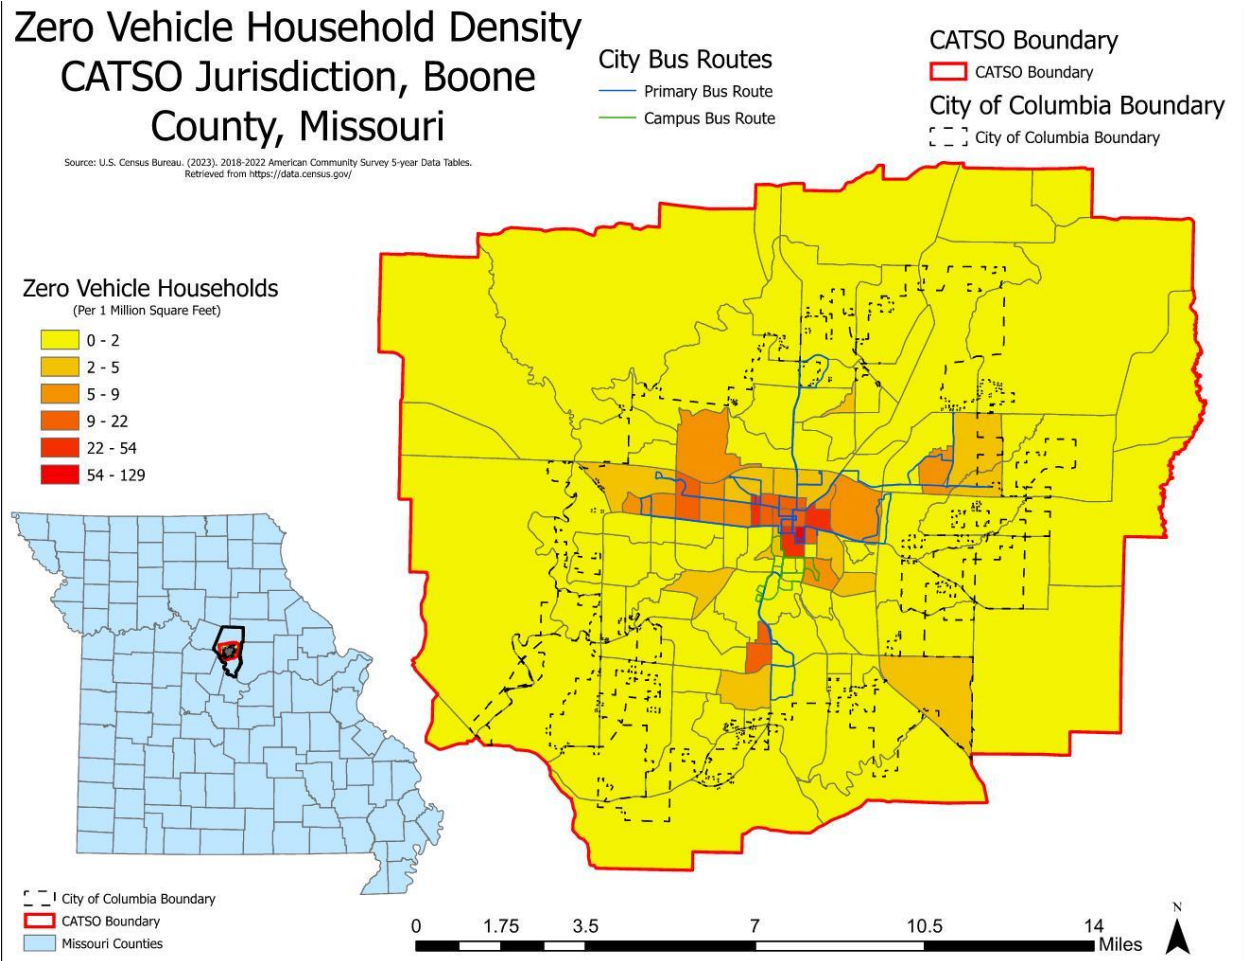 Zero Vehicle Household Density
CATSO Jurisdiction, Boone
County, Missouri
Source: U.S. Census Bureau. (2023). 2018-2022 American Community Survey 5-year Data Tables.
Retrieved from https://data.census.gov/
City Bus Routes
Primary Bus Route
Campus Bus Route
CATSO Boundary
CATSO Boundary
City of Columbia Boundary
City of Columbia Boundary
Zero Vehicle Households
(Per 1 Million Square Feet)
0 - 2
2 - 5
5 - 9
9 - 22
22 - 54
54 - 129
City of Columbia Boundary
CATSO Boundary
Missouri Counties
0 1.75 3.5 7 10.5 14
Miles
N